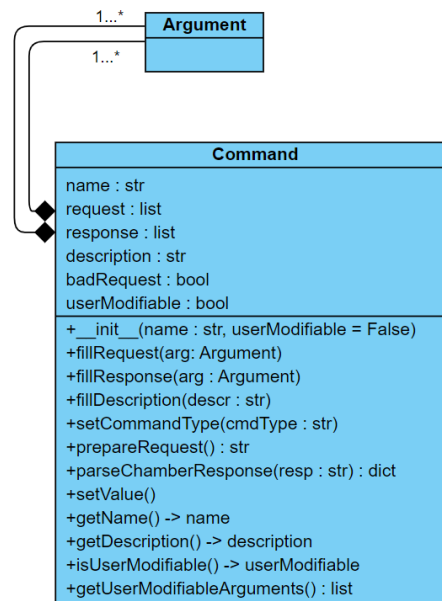 1...*
Argument
1...*
Command
name : str
request : list
response : list
description : str
badRequest : bool
userModifiable : bool
+__init__(name : str, userModifiable = False)
+fillRequest(arg: Argument)
+fillResponse(arg : Argument)
+fillDescription(descr : str)
+setCommandType(cmdType : str)
+prepareRequest() : str
+parseChamberResponse(resp : str) : dict
+setValue()
+getName() -> name
+getDescription() -> description
+isUserModifiable() -> userModifiable
+getUserModifiableArguments() : list